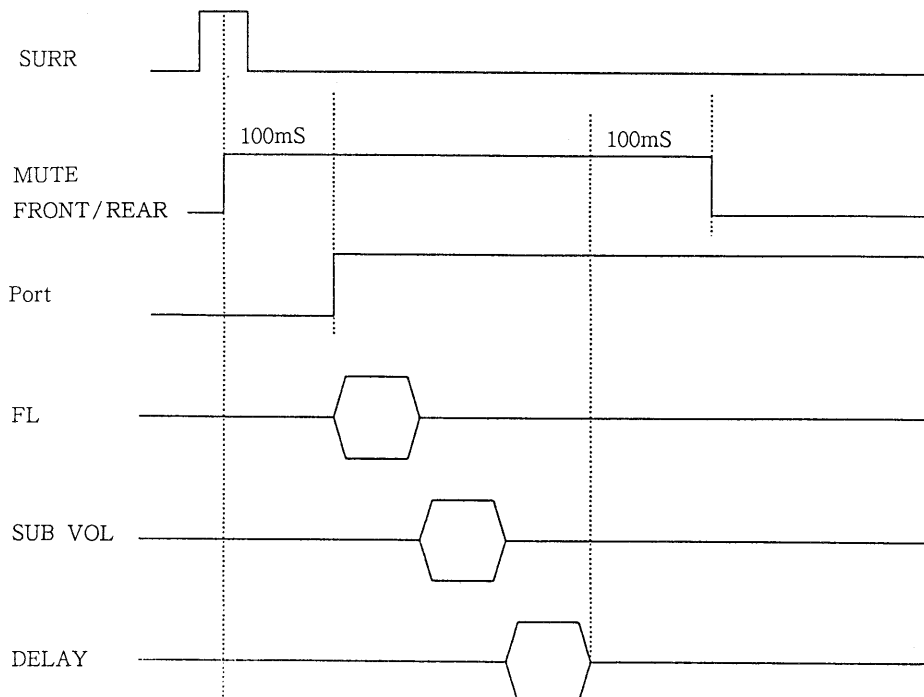 SURR
100mS
100mS
MUTE
FRONT/REAR
Port
FL
SUB VOL
DELAY